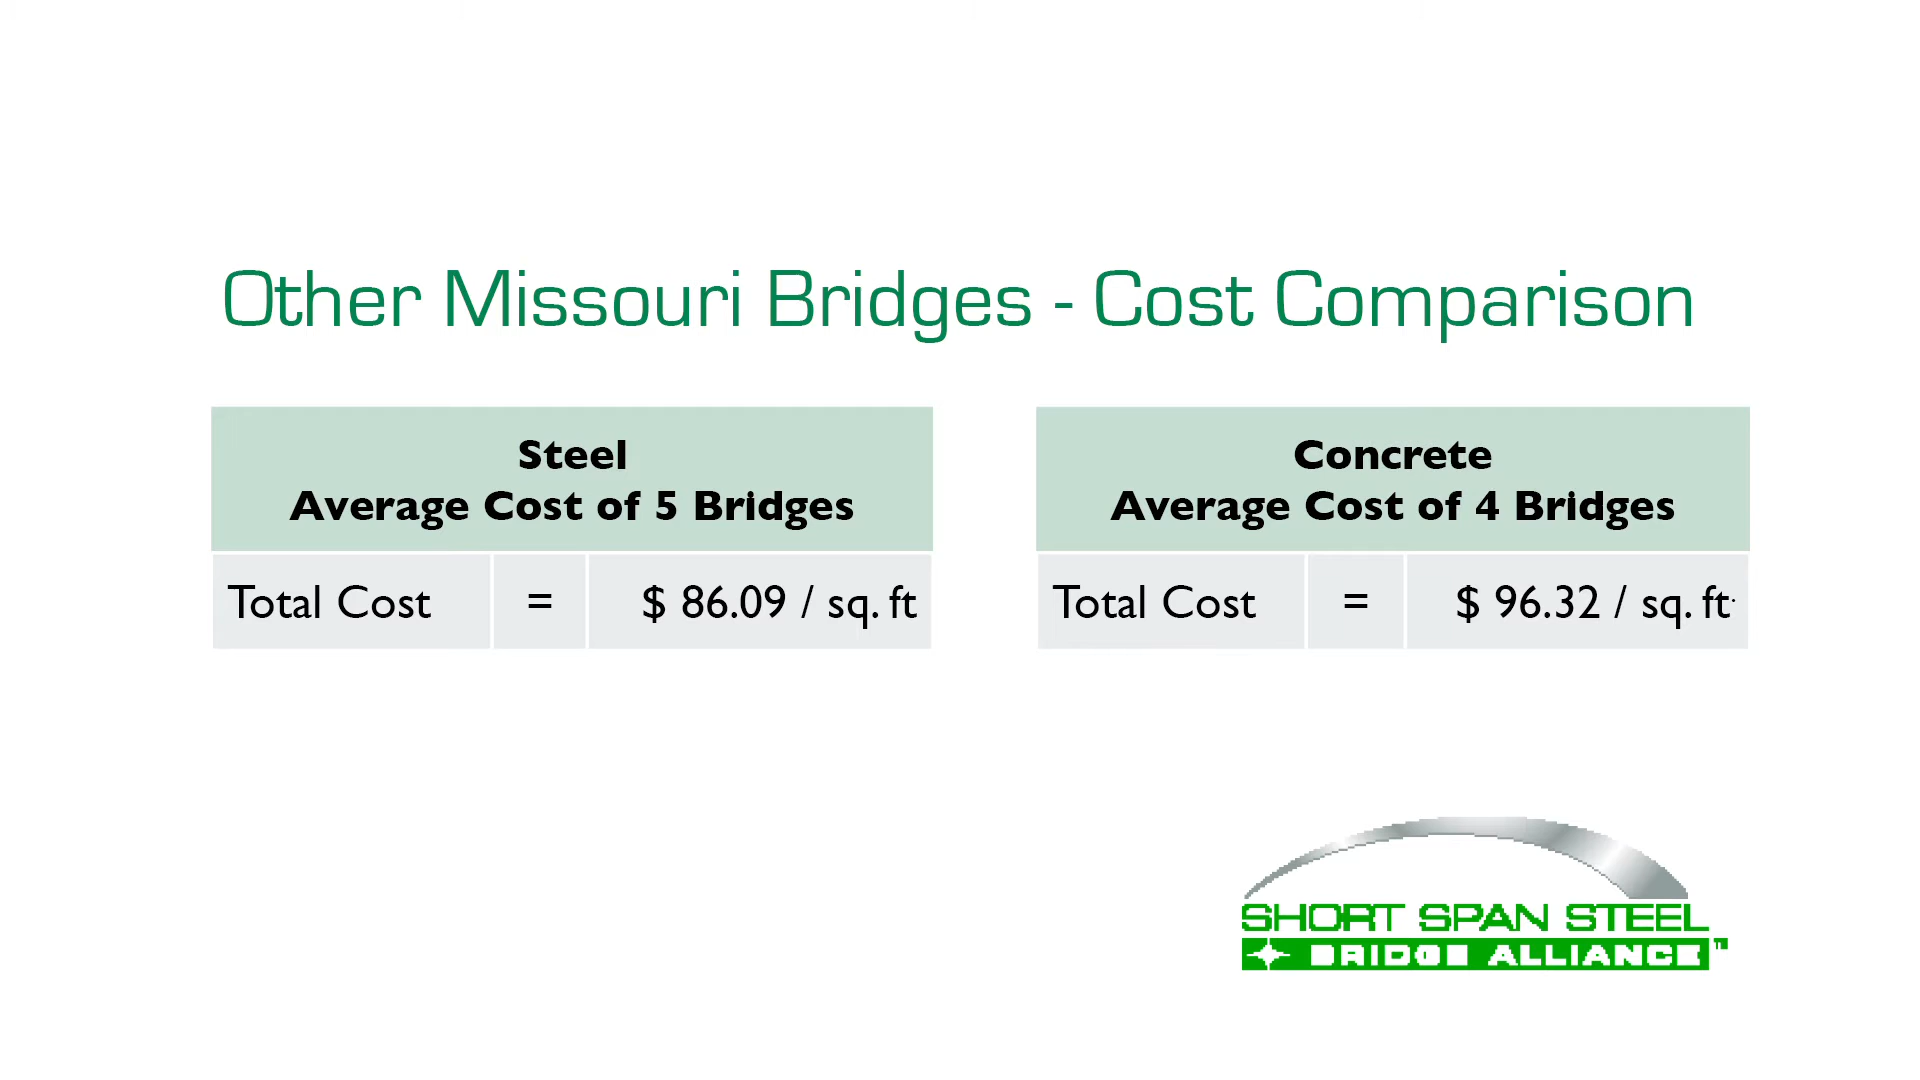 Other Missouri Bridges - Cost Comparison
Steel
Average Cost of 5 Bridges
Total Cost = $ 86.09 / sq. ft
Concrete
Average Cost of 4 Bridges
Total Cost = $ 96.32 / sq. ft.
SHORT SPAN STEEL
BRIDGE ALLIANCE™